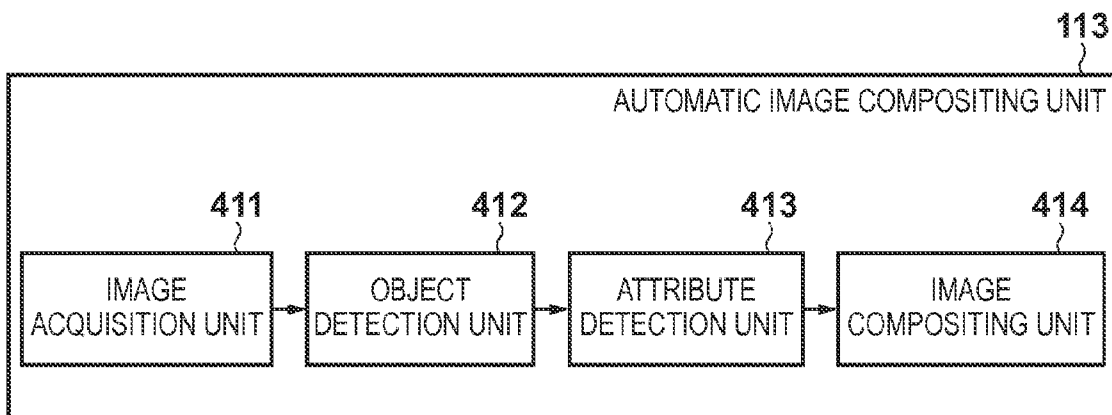 113
AUTOMATIC IMAGE COMPOSITING UNIT
411
412
413
414
IMAGE
ACQUISITION UNIT
OBJECT
DETECTION UNIT
ATTRIBUTE
DETECTION UNIT
IMAGE
COMPOSITING UNIT